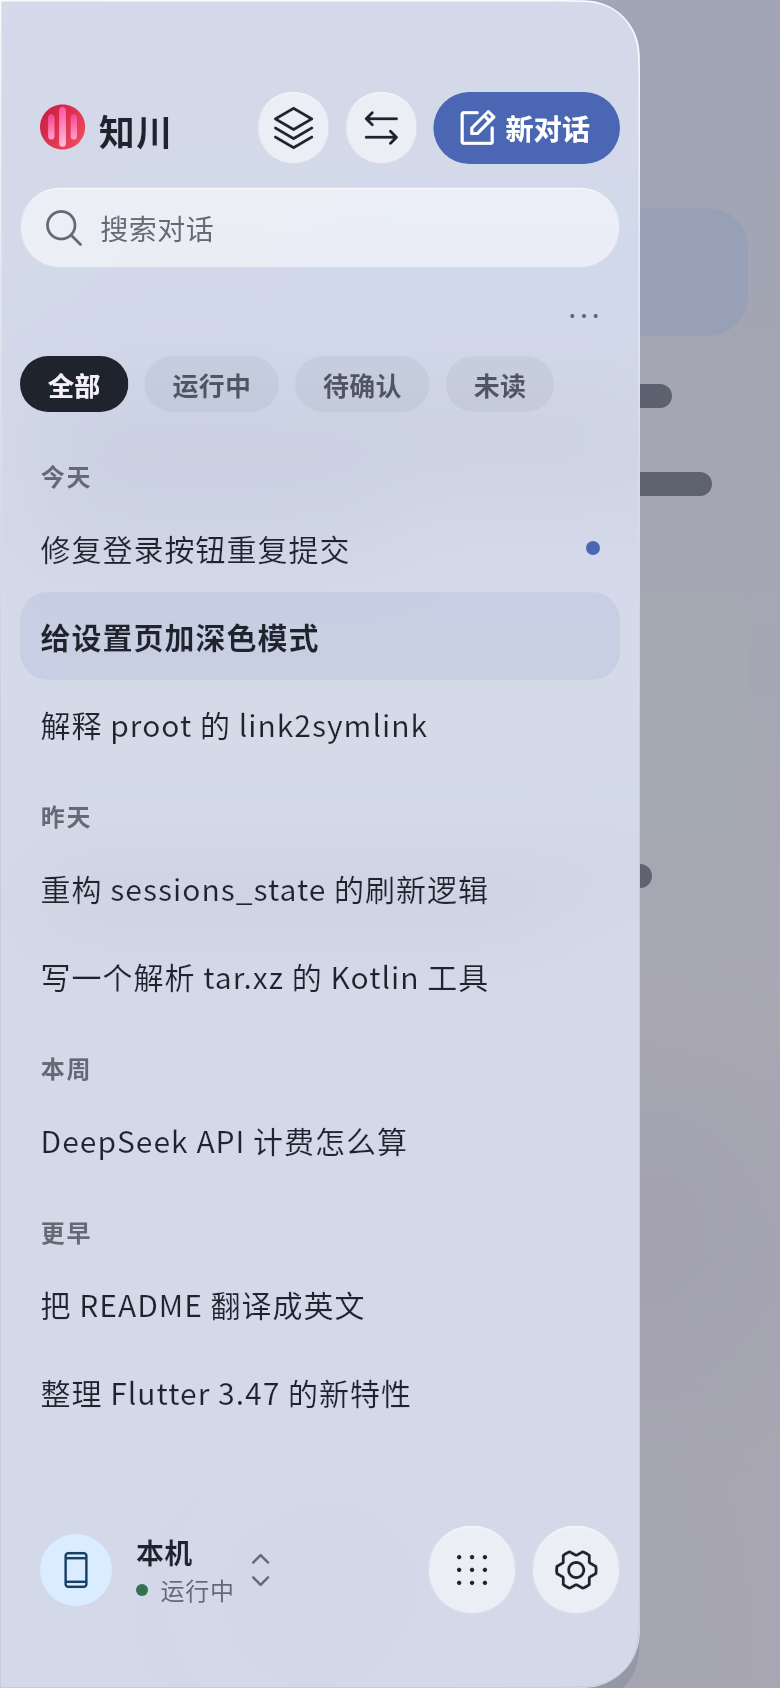 知川
新对话
搜索对话
...
全部 运行中 待确认 未读
今天
修复登录按钮重复提交
给设置页加深色模式
解释 proot 的 link2symlink
昨天
重构 sessions_state 的刷新逻辑
写一个解析 tar.xz 的 Kotlin 工具
本周
DeepSeek API 计费怎么算
更早
把 README 翻译成英文
整理 Flutter 3.47 的新特性
本机
运行中